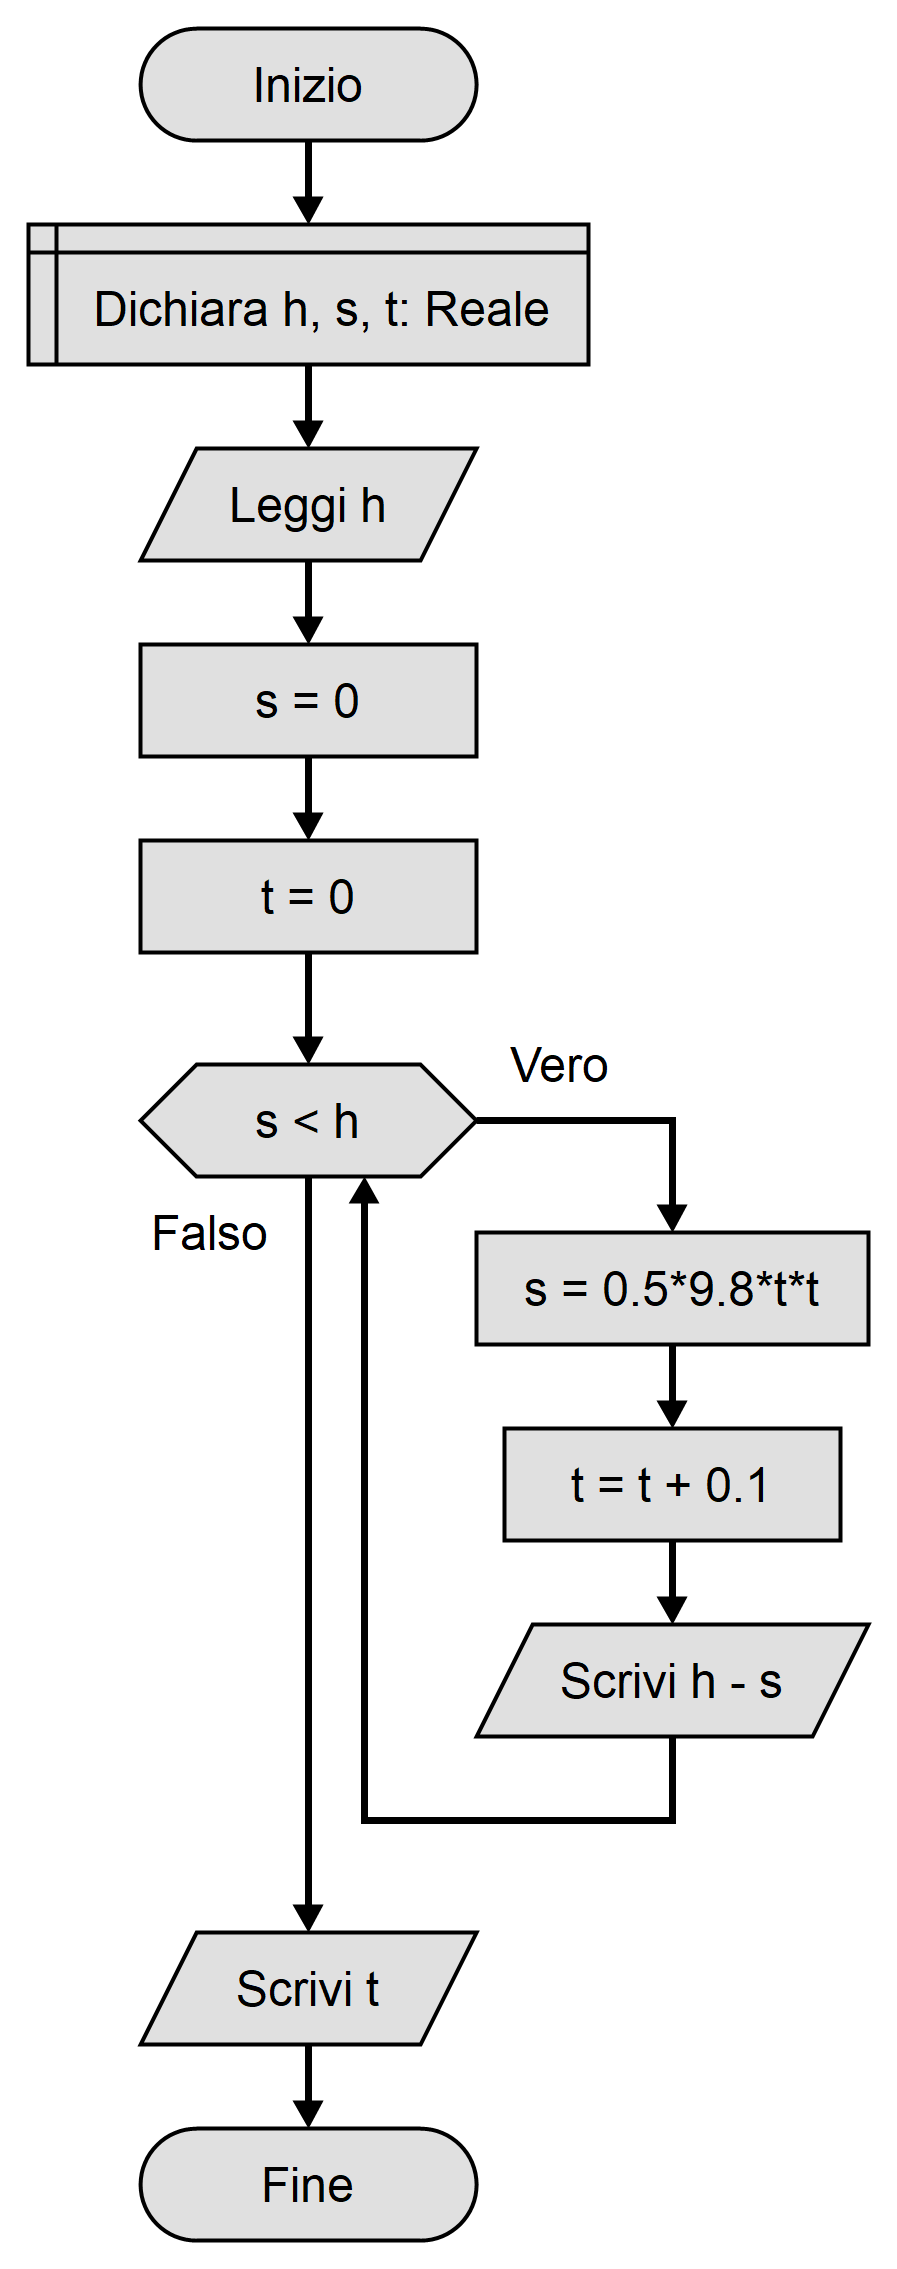 Inizio
Dichiara h, s, t: Reale
Leggi h
s = 0
t = 0
s < h
Vero
Falso
s = 0.5*9.8*t*t
t = t + 0.1
Scrivi h - s
Scrivi t
Fine